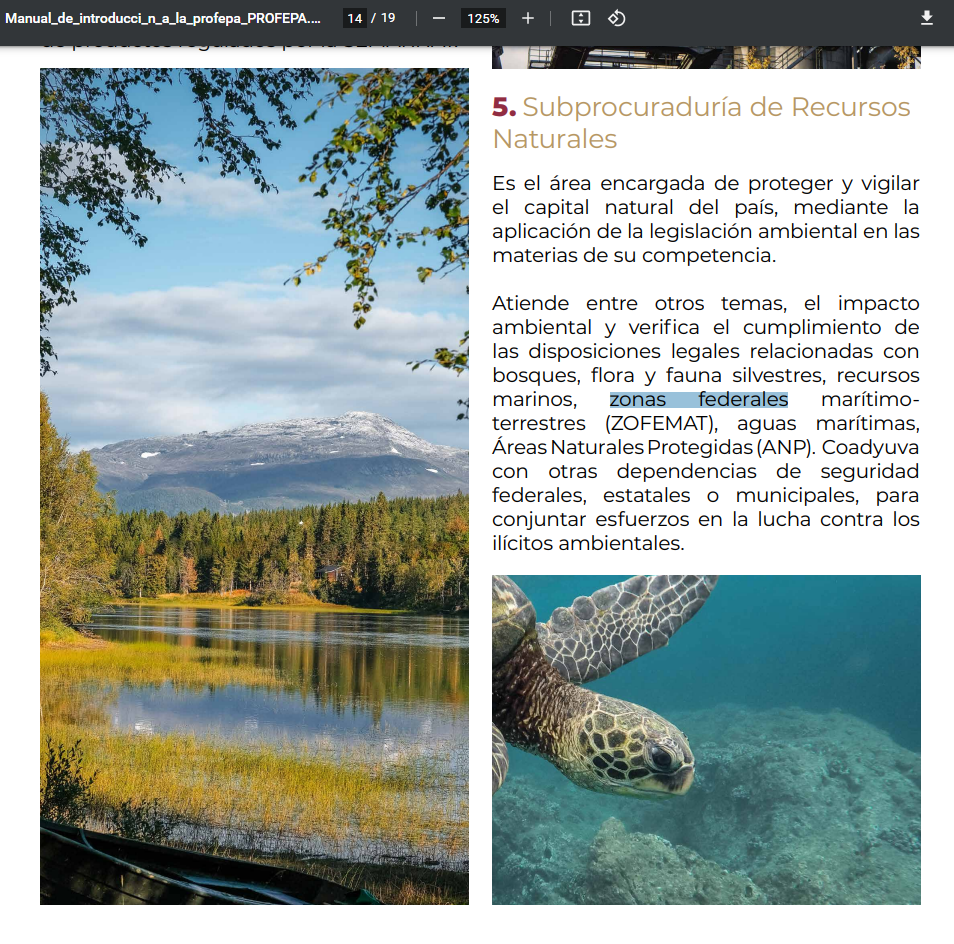 Manual_de_introducci_n_a_la_profepa_PROFEPA....
14 / 19
125%
5. Subprocuraduría de Recursos
Naturales
Es el área encargada de proteger y vigilar
el capital natural del país, mediante la
aplicación de la legislación ambiental en las
materias de su competencia.
Atiende entre otros temas, el impacto
ambiental y verifica el cumplimiento de
las disposiciones legales relacionadas con
bosques, flora y fauna silvestres, recursos
marinos, zonas federales marítimo-
terrestres (ZOFEMAT), aguas marítimas,
Áreas Naturales Protegidas (ANP). Coadyuva
con otras dependencias de seguridad
federales, estatales o municipales, para
conjuntar esfuerzos en la lucha contra los
ilícitos ambientales.